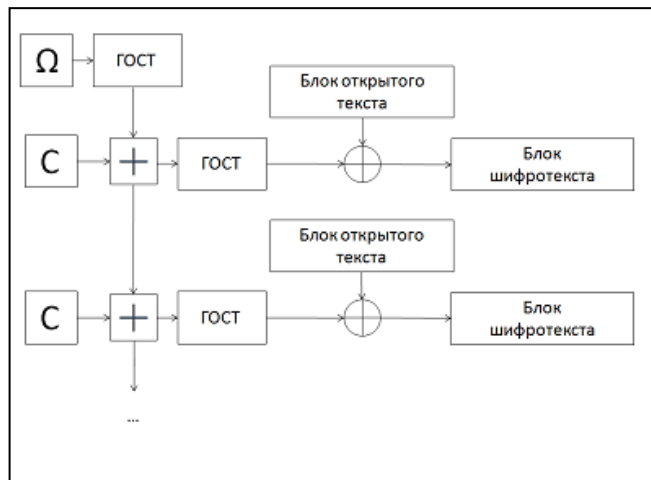 Ω
ГОСТ
Блок открытого
текста
C
+
ГОСТ
Блок
шифротекста
Блок открытого
текста
C
+
ГОСТ
Блок
шифротекста
...